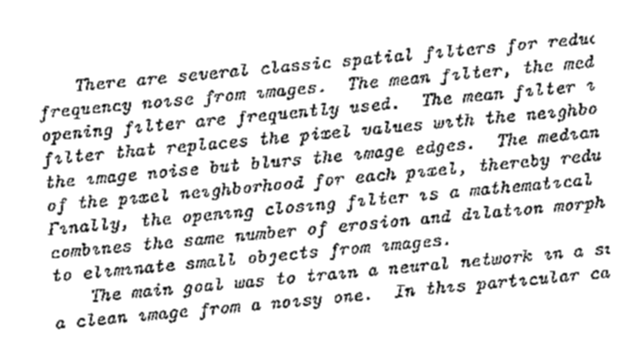 There are several classic spatial filters for reduc
frequency noise from images. The mean filter, the med
opening filter are frequently used. The mean filter i
filter that replaces the pixel values with the neighbo
the image noise but blurs the image edges. The median
of the pixel neighborhood for each pixel, thereby redu
Finally, the opening closing filter is a mathematical
combines the same number of erosion and dilation morph
to eliminate small objects from images.
The main goal was to train a neural network in a si
a clean image from a noisy one. In this particular ca